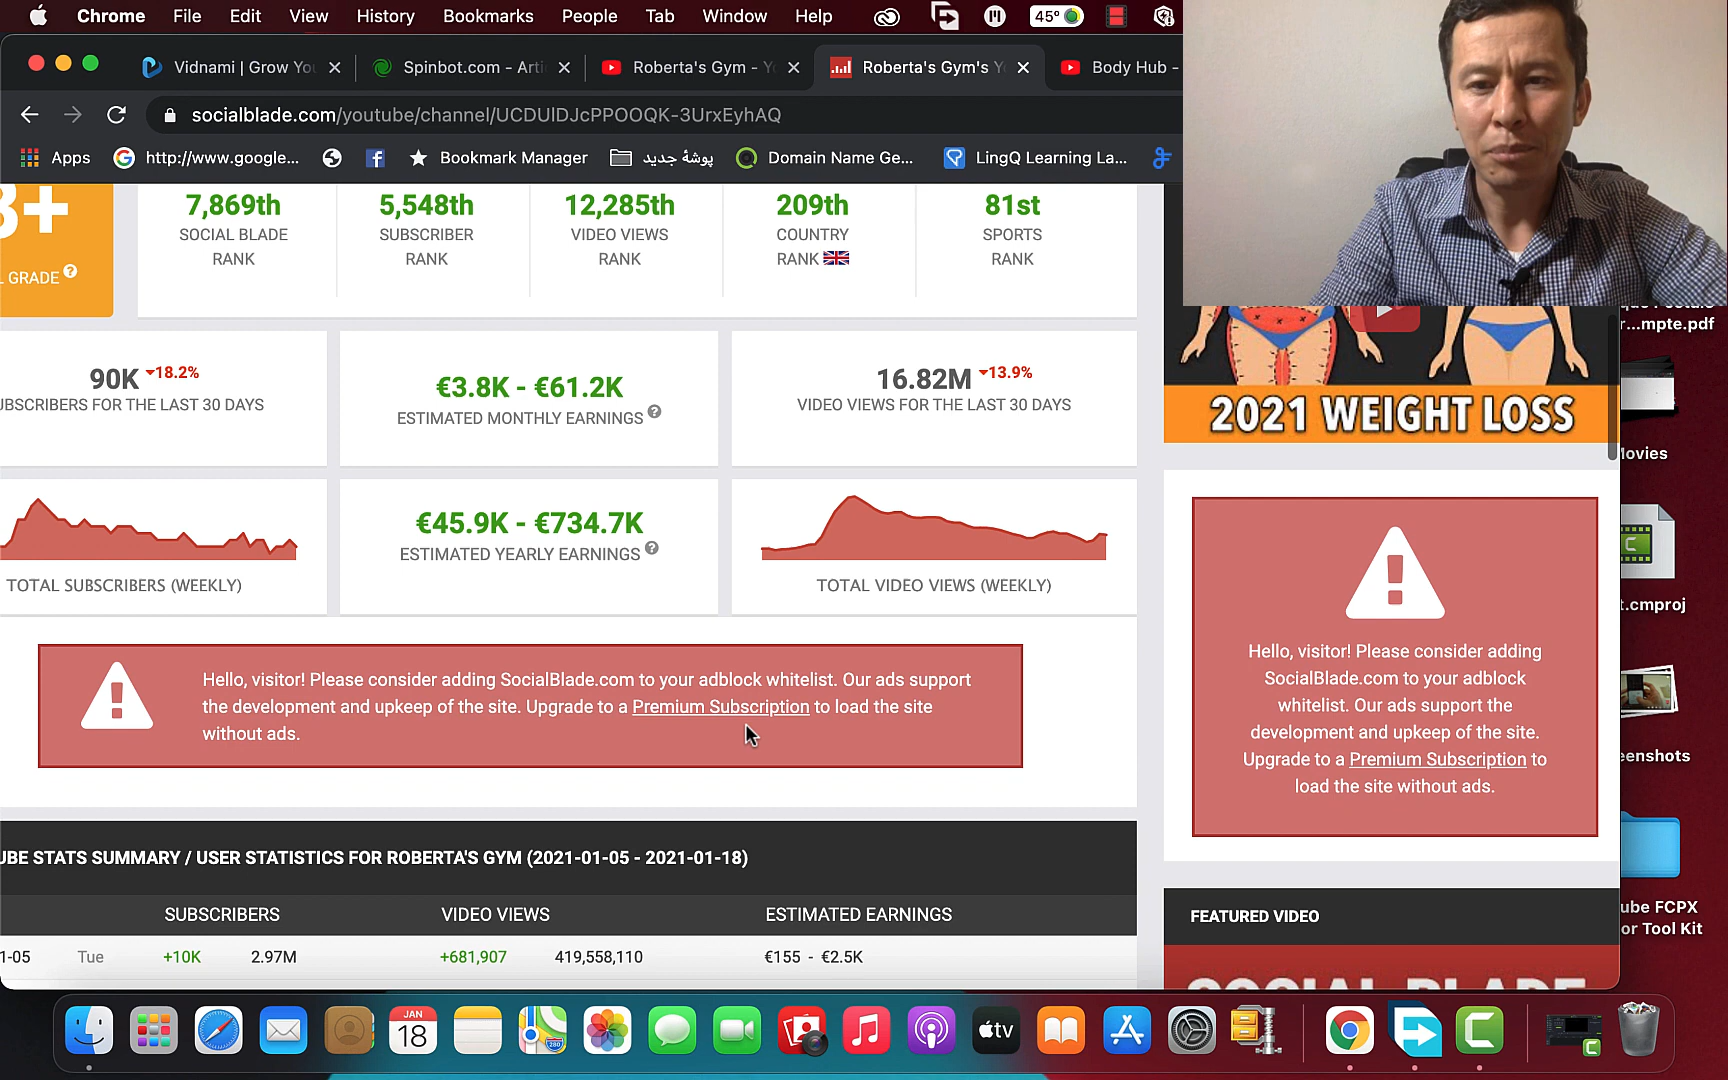 Chrome File Edit View History Bookmarks People Tab Window Help 45°
Vidnami | Grow You Spinbot.com - Arti Roberta's Gym - Yo Roberta's Gym's Y Body Hub -
socialblade.com/youtube/channel/UCDUlDJcPPOOQK-3UrxEyhAQ
Apps http://www.google... Bookmark Manager پوشهٔ جدید Domain Name Ge... LingQ Learning La...
B+
L GRADE
7,869th
SOCIAL BLADE
RANK
5,548th
SUBSCRIBER
RANK
12,285th
VIDEO VIEWS
RANK
209th
COUNTRY
RANK
81st
SPORTS
RANK
90K 18.2%
UBSCRIBERS FOR THE LAST 30 DAYS
€3.8K - €61.2K
ESTIMATED MONTHLY EARNINGS
16.82M 13.9%
VIDEO VIEWS FOR THE LAST 30 DAYS
TOTAL SUBSCRIBERS (WEEKLY)
€45.9K - €734.7K
ESTIMATED YEARLY EARNINGS
TOTAL VIDEO VIEWS (WEEKLY)
Hello, visitor! Please consider adding SocialBlade.com to your adblock whitelist. Our ads support
the development and upkeep of the site. Upgrade to a Premium Subscription to load the site
without ads.
UBE STATS SUMMARY / USER STATISTICS FOR ROBERTA'S GYM (2021-01-05 - 2021-01-18)
SUBSCRIBERS VIDEO VIEWS ESTIMATED EARNINGS
1-05 Tue +10K 2.97M +681,907 419,558,110 €155 - €2.5K
2021 WEIGHT LOSS
Hello, visitor! Please consider adding
SocialBlade.com to your adblock
whitelist. Our ads support the
development and upkeep of the site.
Upgrade to a Premium Subscription to
load the site without ads.
FEATURED VIDEO
SOCIAL BLADE
r...mpte.pdf
Movies
t.cmproj
eenshots
ube FCPX
or Tool Kit
JAN
18
tv